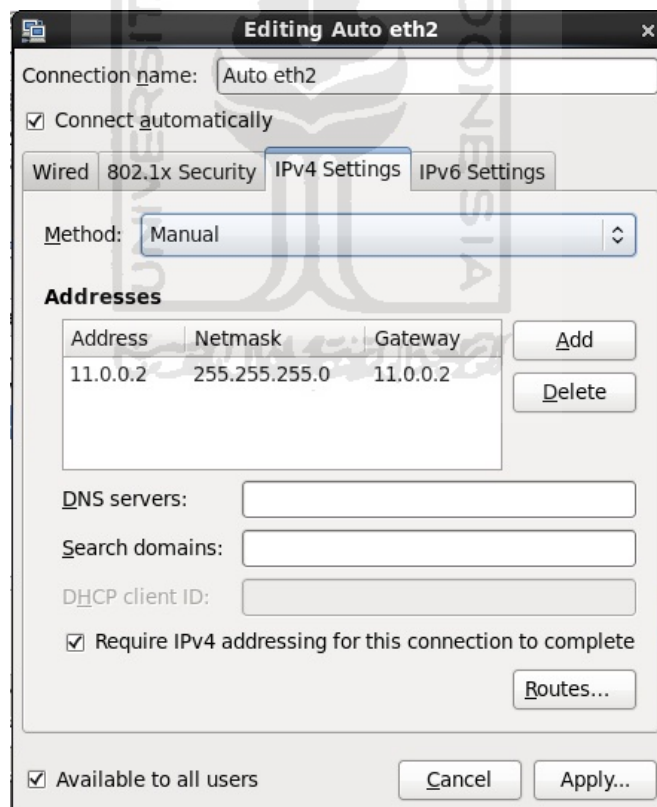 Editing Auto eth2
Connection name: Auto eth2
Connect automatically
Wired 802.1x Security IPv4 Settings IPv6 Settings
Method: Manual
Addresses
Address Netmask Gateway
11.0.0.2 255.255.255.0 11.0.0.2
Add
Delete
DNS servers:
Search domains:
DHCP client ID:
Require IPv4 addressing for this connection to complete
Routes...
Available to all users
Cancel Apply...